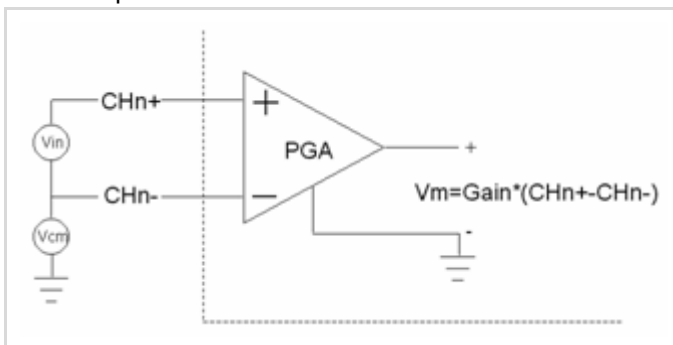 CHn+
+
Vin
PGA
+
CHn-
−
Vm=Gain*(CHn+-CHn-)
Vcm
-